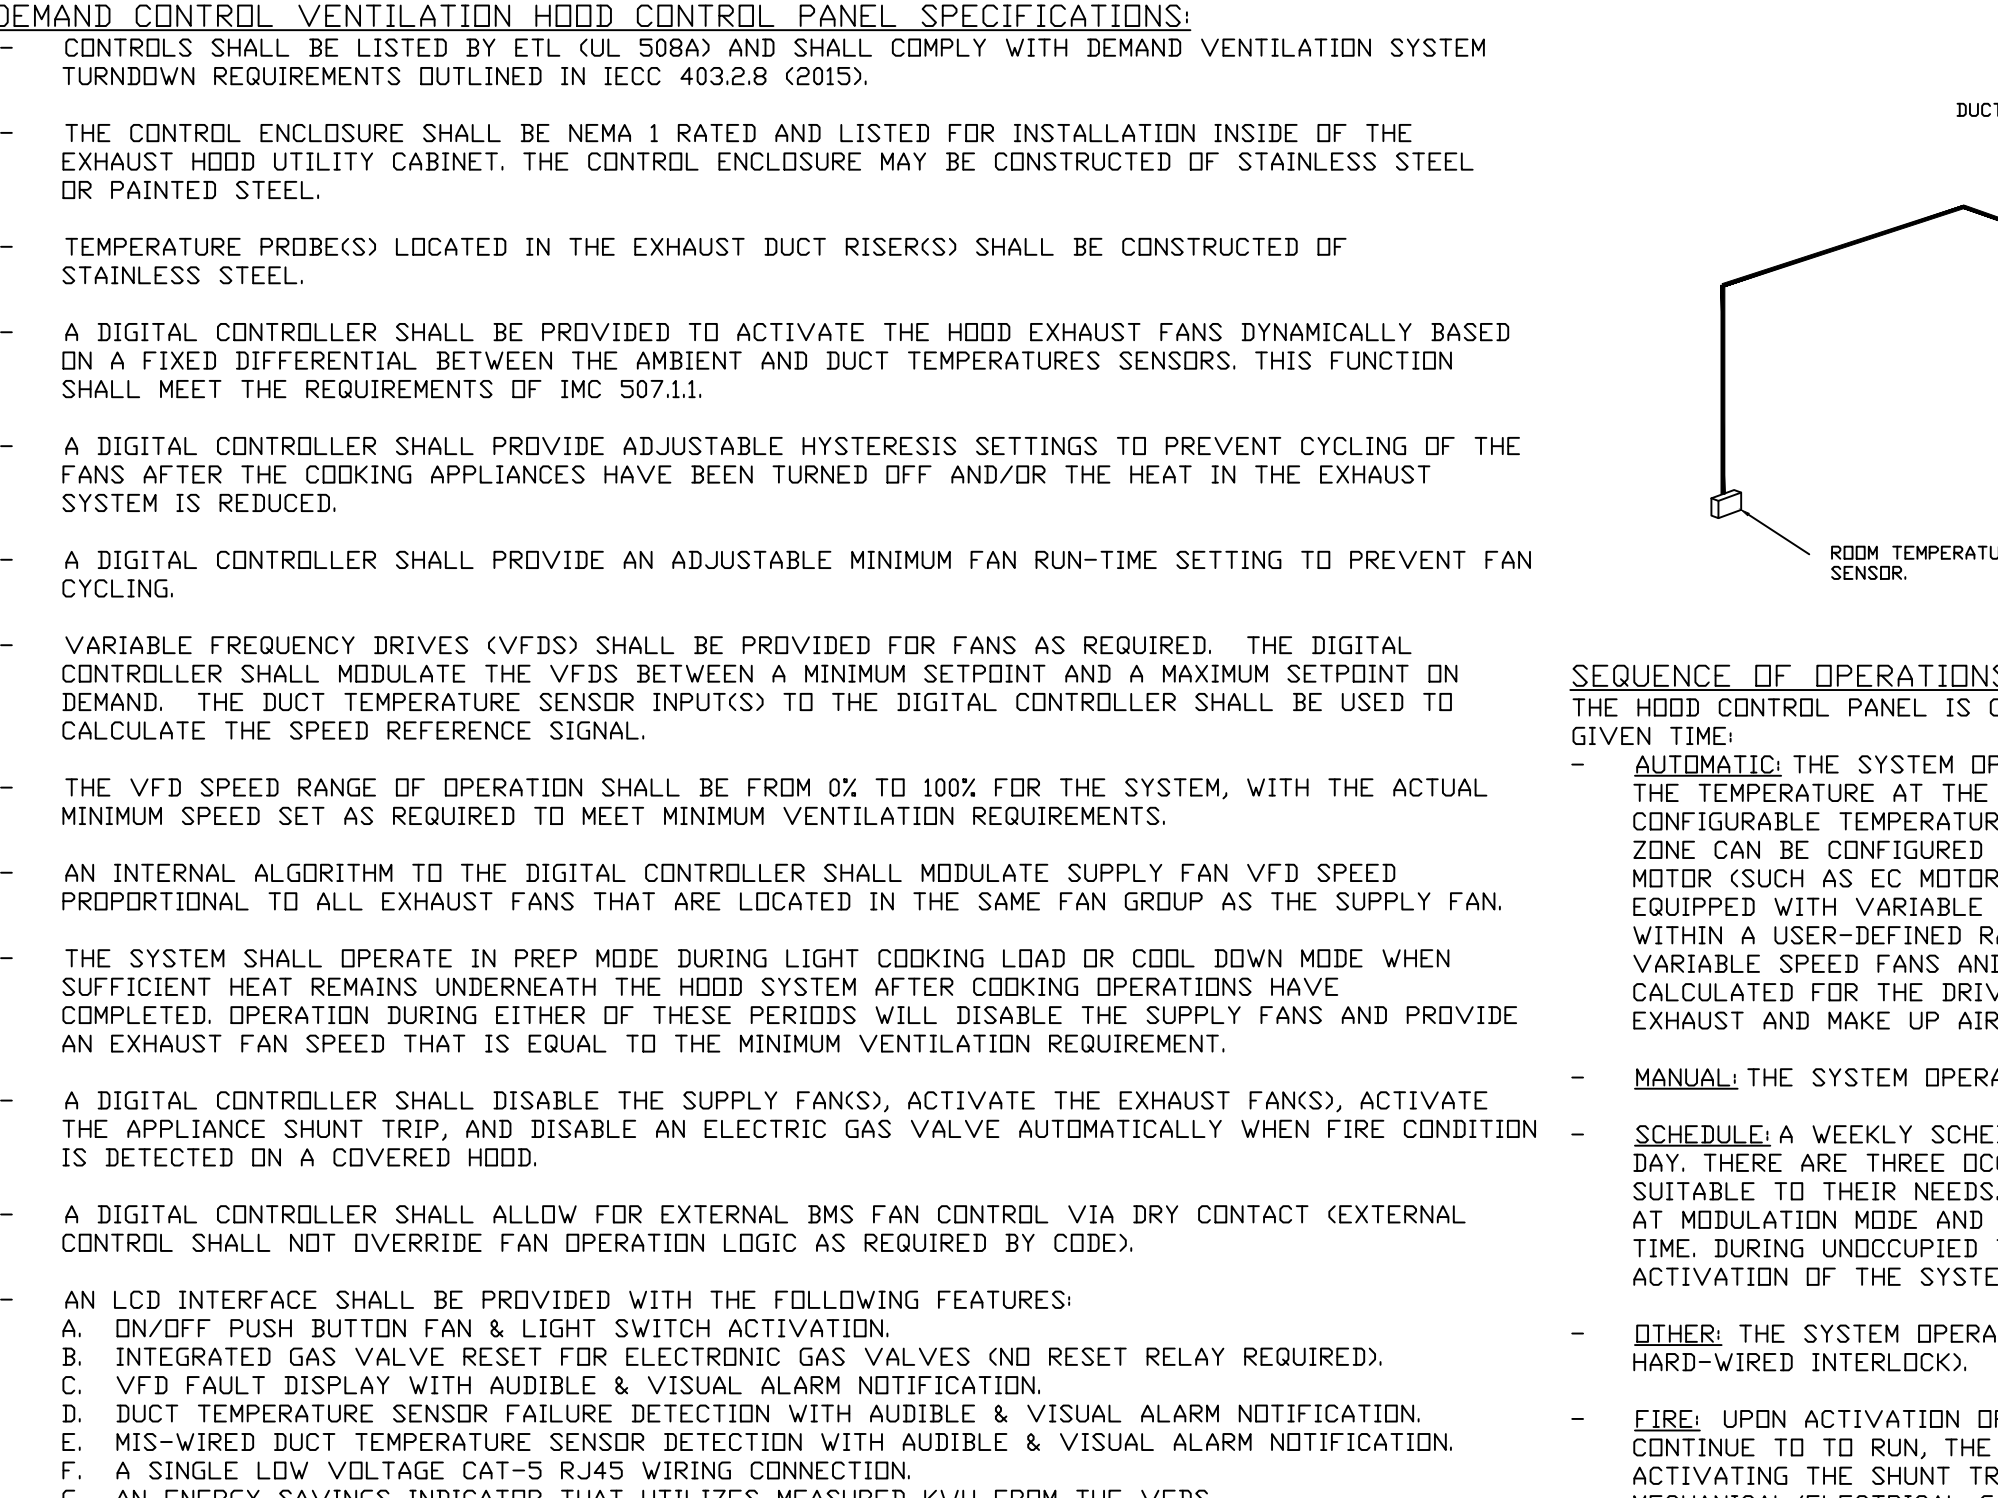 DEMAND CONTROL VENTILATION HOOD CONTROL PANEL SPECIFICATIONS:
- CONTROLS SHALL BE LISTED BY ETL (UL 508A) AND SHALL COMPLY WITH DEMAND VENTILATION SYSTEM
TURNDOWN REQUIREMENTS OUTLINED IN IECC 403.2.8 (2015).
- THE CONTROL ENCLOSURE SHALL BE NEMA 1 RATED AND LISTED FOR INSTALLATION INSIDE OF THE
EXHAUST HOOD UTILITY CABINET. THE CONTROL ENCLOSURE MAY BE CONSTRUCTED OF STAINLESS STEEL
OR PAINTED STEEL.
- TEMPERATURE PROBE(S) LOCATED IN THE EXHAUST DUCT RISER(S) SHALL BE CONSTRUCTED OF
STAINLESS STEEL.
- A DIGITAL CONTROLLER SHALL BE PROVIDED TO ACTIVATE THE HOOD EXHAUST FANS DYNAMICALLY BASED
ON A FIXED DIFFERENTIAL BETWEEN THE AMBIENT AND DUCT TEMPERATURES SENSORS. THIS FUNCTION
SHALL MEET THE REQUIREMENTS OF IMC 507.1.1.
- A DIGITAL CONTROLLER SHALL PROVIDE ADJUSTABLE HYSTERESIS SETTINGS TO PREVENT CYCLING OF THE
FANS AFTER THE COOKING APPLIANCES HAVE BEEN TURNED OFF AND/OR THE HEAT IN THE EXHAUST
SYSTEM IS REDUCED.
- A DIGITAL CONTROLLER SHALL PROVIDE AN ADJUSTABLE MINIMUM FAN RUN-TIME SETTING TO PREVENT FAN
CYCLING.
- VARIABLE FREQUENCY DRIVES (VFDS) SHALL BE PROVIDED FOR FANS AS REQUIRED. THE DIGITAL
CONTROLLER SHALL MODULATE THE VFDS BETWEEN A MINIMUM SETPOINT AND A MAXIMUM SETPOINT ON
DEMAND. THE DUCT TEMPERATURE SENSOR INPUT(S) TO THE DIGITAL CONTROLLER SHALL BE USED TO
CALCULATE THE SPEED REFERENCE SIGNAL.
- THE VFD SPEED RANGE OF OPERATION SHALL BE FROM 0% TO 100% FOR THE SYSTEM, WITH THE ACTUAL
MINIMUM SPEED SET AS REQUIRED TO MEET MINIMUM VENTILATION REQUIREMENTS.
- AN INTERNAL ALGORITHM TO THE DIGITAL CONTROLLER SHALL MODULATE SUPPLY FAN VFD SPEED
PROPORTIONAL TO ALL EXHAUST FANS THAT ARE LOCATED IN THE SAME FAN GROUP AS THE SUPPLY FAN.
- THE SYSTEM SHALL OPERATE IN PREP MODE DURING LIGHT COOKING LOAD OR COOL DOWN MODE WHEN
SUFFICIENT HEAT REMAINS UNDERNEATH THE HOOD SYSTEM AFTER COOKING OPERATIONS HAVE
COMPLETED. OPERATION DURING EITHER OF THESE PERIODS WILL DISABLE THE SUPPLY FANS AND PROVIDE
AN EXHAUST FAN SPEED THAT IS EQUAL TO THE MINIMUM VENTILATION REQUIREMENT.
- A DIGITAL CONTROLLER SHALL DISABLE THE SUPPLY FAN(S), ACTIVATE THE EXHAUST FAN(S), ACTIVATE
THE APPLIANCE SHUNT TRIP, AND DISABLE AN ELECTRIC GAS VALVE AUTOMATICALLY WHEN FIRE CONDITION
IS DETECTED ON A COVERED HOOD.
- A DIGITAL CONTROLLER SHALL ALLOW FOR EXTERNAL BMS FAN CONTROL VIA DRY CONTACT (EXTERNAL
CONTROL SHALL NOT OVERRIDE FAN OPERATION LOGIC AS REQUIRED BY CODE).
- AN LCD INTERFACE SHALL BE PROVIDED WITH THE FOLLOWING FEATURES:
A. ON/OFF PUSH BUTTON FAN & LIGHT SWITCH ACTIVATION.
B. INTEGRATED GAS VALVE RESET FOR ELECTRONIC GAS VALVES (NO RESET RELAY REQUIRED).
C. VFD FAULT DISPLAY WITH AUDIBLE & VISUAL ALARM NOTIFICATION.
D. DUCT TEMPERATURE SENSOR FAILURE DETECTION WITH AUDIBLE & VISUAL ALARM NOTIFICATION.
E. MIS-WIRED DUCT TEMPERATURE SENSOR DETECTION WITH AUDIBLE & VISUAL ALARM NOTIFICATION.
F. A SINGLE LOW VOLTAGE CAT-5 RJ45 WIRING CONNECTION.
G. AN ENERGY SAVINGS INDICATOR THAT UTILIZES MEASURED KWH FROM THE VFDS.
DUCT
ROOM TEMPERATU
SENSOR.
SEQUENCE OF OPERATIONS
THE HOOD CONTROL PANEL IS
GIVEN TIME:
- AUTOMATIC: THE SYSTEM OP
THE TEMPERATURE AT THE
CONFIGURABLE TEMPERATUR
ZONE CAN BE CONFIGURED
MOTOR (SUCH AS EC MOTOR
EQUIPPED WITH VARIABLE
WITHIN A USER-DEFINED RA
VARIABLE SPEED FANS AND
CALCULATED FOR THE DRIV
EXHAUST AND MAKE UP AIR
- MANUAL: THE SYSTEM OPERA
- SCHEDULE: A WEEKLY SCHE
DAY. THERE ARE THREE OCC
SUITABLE TO THEIR NEEDS.
AT MODULATION MODE AND
TIME. DURING UNOCCUPIED
ACTIVATION OF THE SYSTE
- OTHER: THE SYSTEM OPERA
HARD-WIRED INTERLOCK).
- FIRE: UPON ACTIVATION OF
CONTINUE TO TO RUN, THE
ACTIVATING THE SHUNT TR